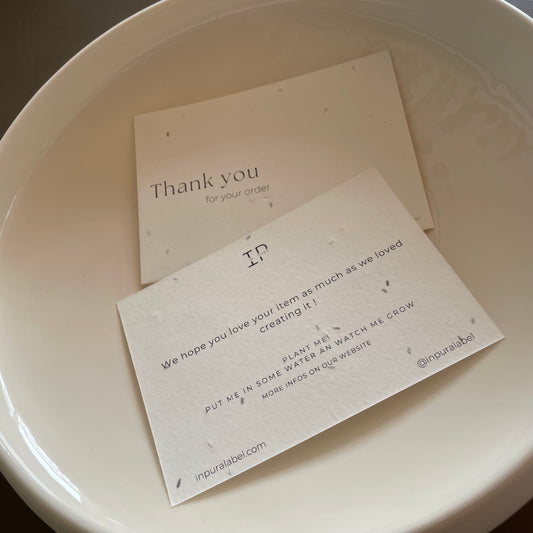 Thank you
for your order
IP
We hope you love your item as much as we loved
creating it !
PLANT ME!
PUT ME IN SOME WATER AN WATCH ME GROW
MORE INFOS ON OUR WEBSITE
@inpuralabel
inpuralabel.com